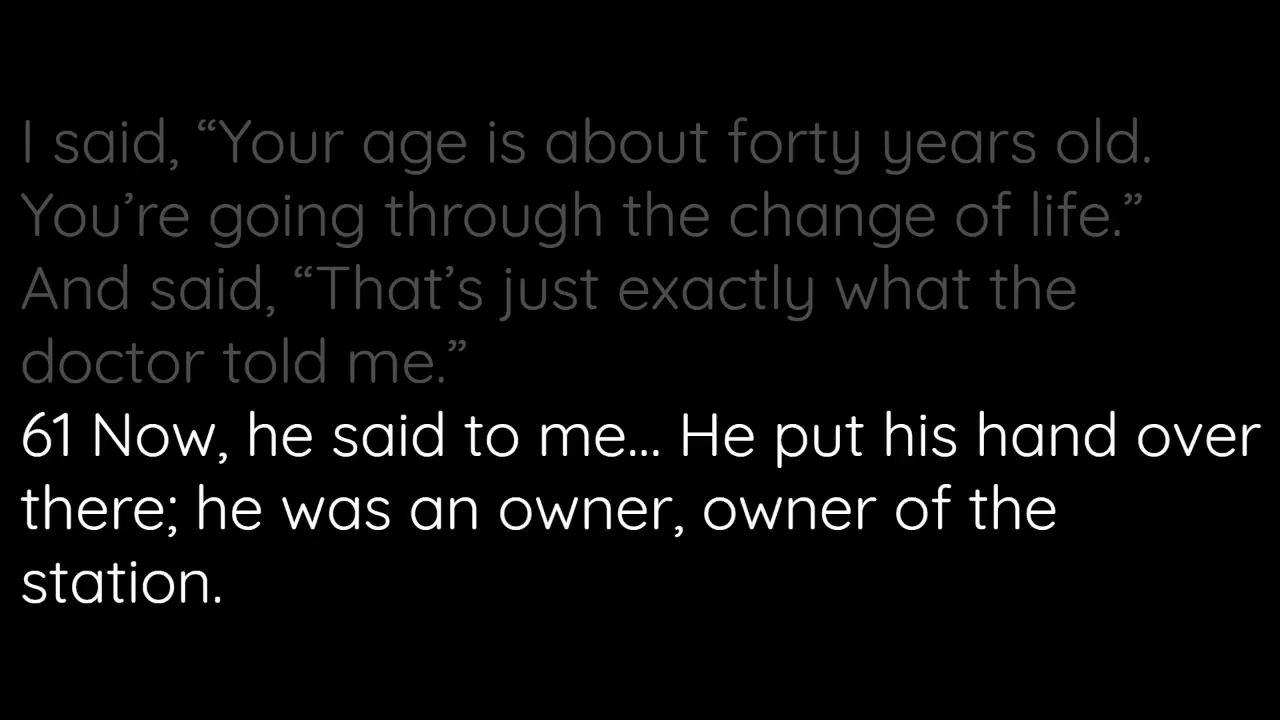 I said, “Your age is about forty years old.
You’re going through the change of life.”
And said, “That’s just exactly what the
doctor told me.”
61 Now, he said to me... He put his hand over
there; he was an owner, owner of the
station.